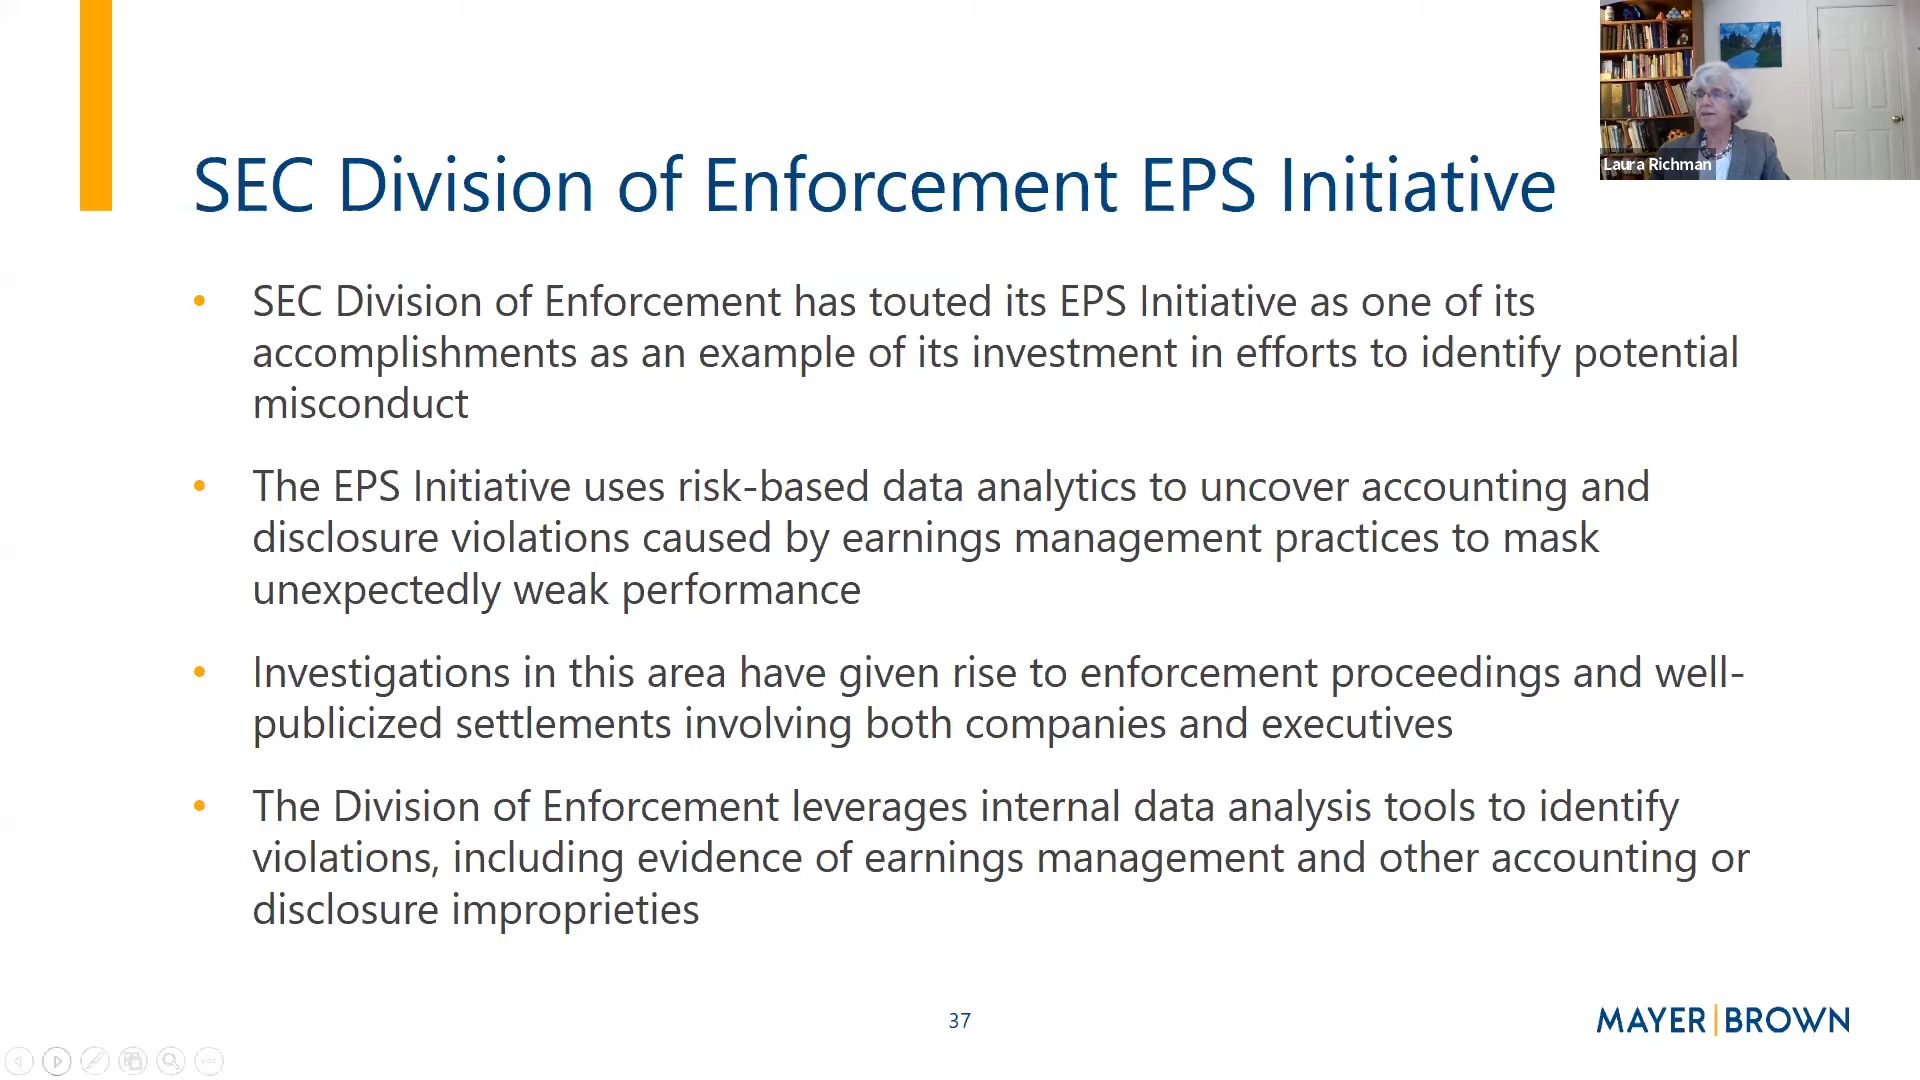 Laura Richman
SEC Division of Enforcement EPS Initiative
• SEC Division of Enforcement has touted its EPS Initiative as one of its
accomplishments as an example of its investment in efforts to identify potential
misconduct
• The EPS Initiative uses risk-based data analytics to uncover accounting and
disclosure violations caused by earnings management practices to mask
unexpectedly weak performance
• Investigations in this area have given rise to enforcement proceedings and well-
publicized settlements involving both companies and executives
• The Division of Enforcement leverages internal data analysis tools to identify
violations, including evidence of earnings management and other accounting or
disclosure improprieties
37
MAYER|BROWN